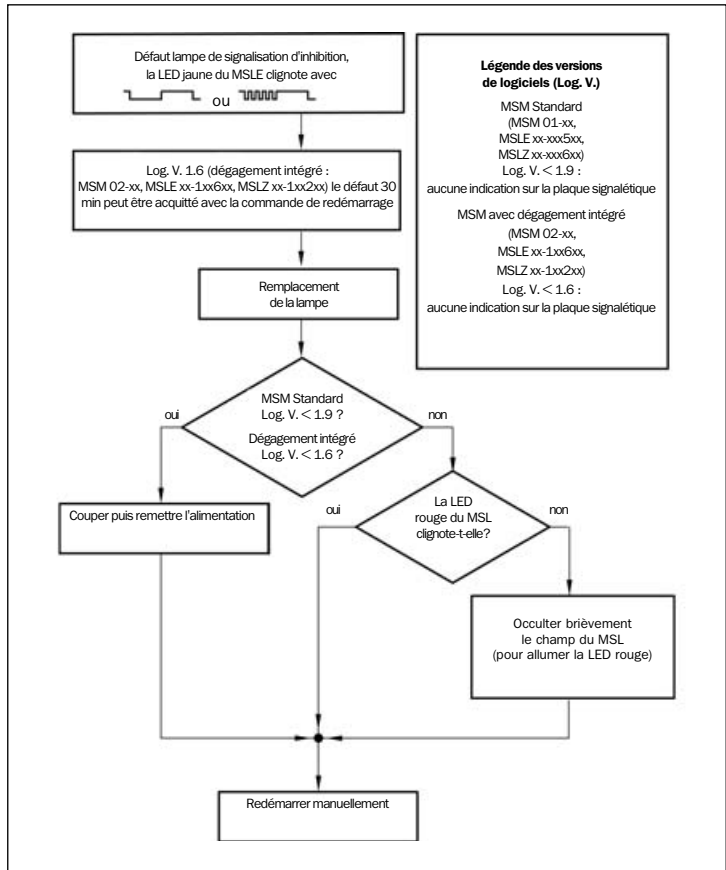 Défaut lampe de signalisation d'inhibition,
la LED jaune du MSLE clignote avec
ou
Légende des versions
de logiciels (Log. V.)
MSM Standard
(MSM 01-xx,
MSLE xx-xxx5xx,
MSLZ xx-xxx6xx)
Log. V. < 1.9 :
aucune indication sur la plaque signalétique
MSM avec dégagement intégré
(MSM 02-xx,
MSLE xx-1xx6xx,
MSLZ xx-1xx2xx)
Log. V. < 1.6 :
aucune indication sur la plaque signalétique
Log. V. 1.6 (dégagement intégré :
MSM 02-xx, MSLE xx-1xx6xx, MSLZ xx-1xx2xx) le défaut 30
min peut être acquitté avec la commande de redémarrage
Remplacement
de la lampe
MSM Standard
Log. V. < 1.9 ?
Dégagement intégré
Log. V. < 1.6 ?
oui
non
Couper puis remettre l'alimentation
La LED
rouge du MSL
clignote-t-elle?
oui
non
Occulter brièvement
le champ du MSL
(pour allumer la LED rouge)
Redémarrer manuellement